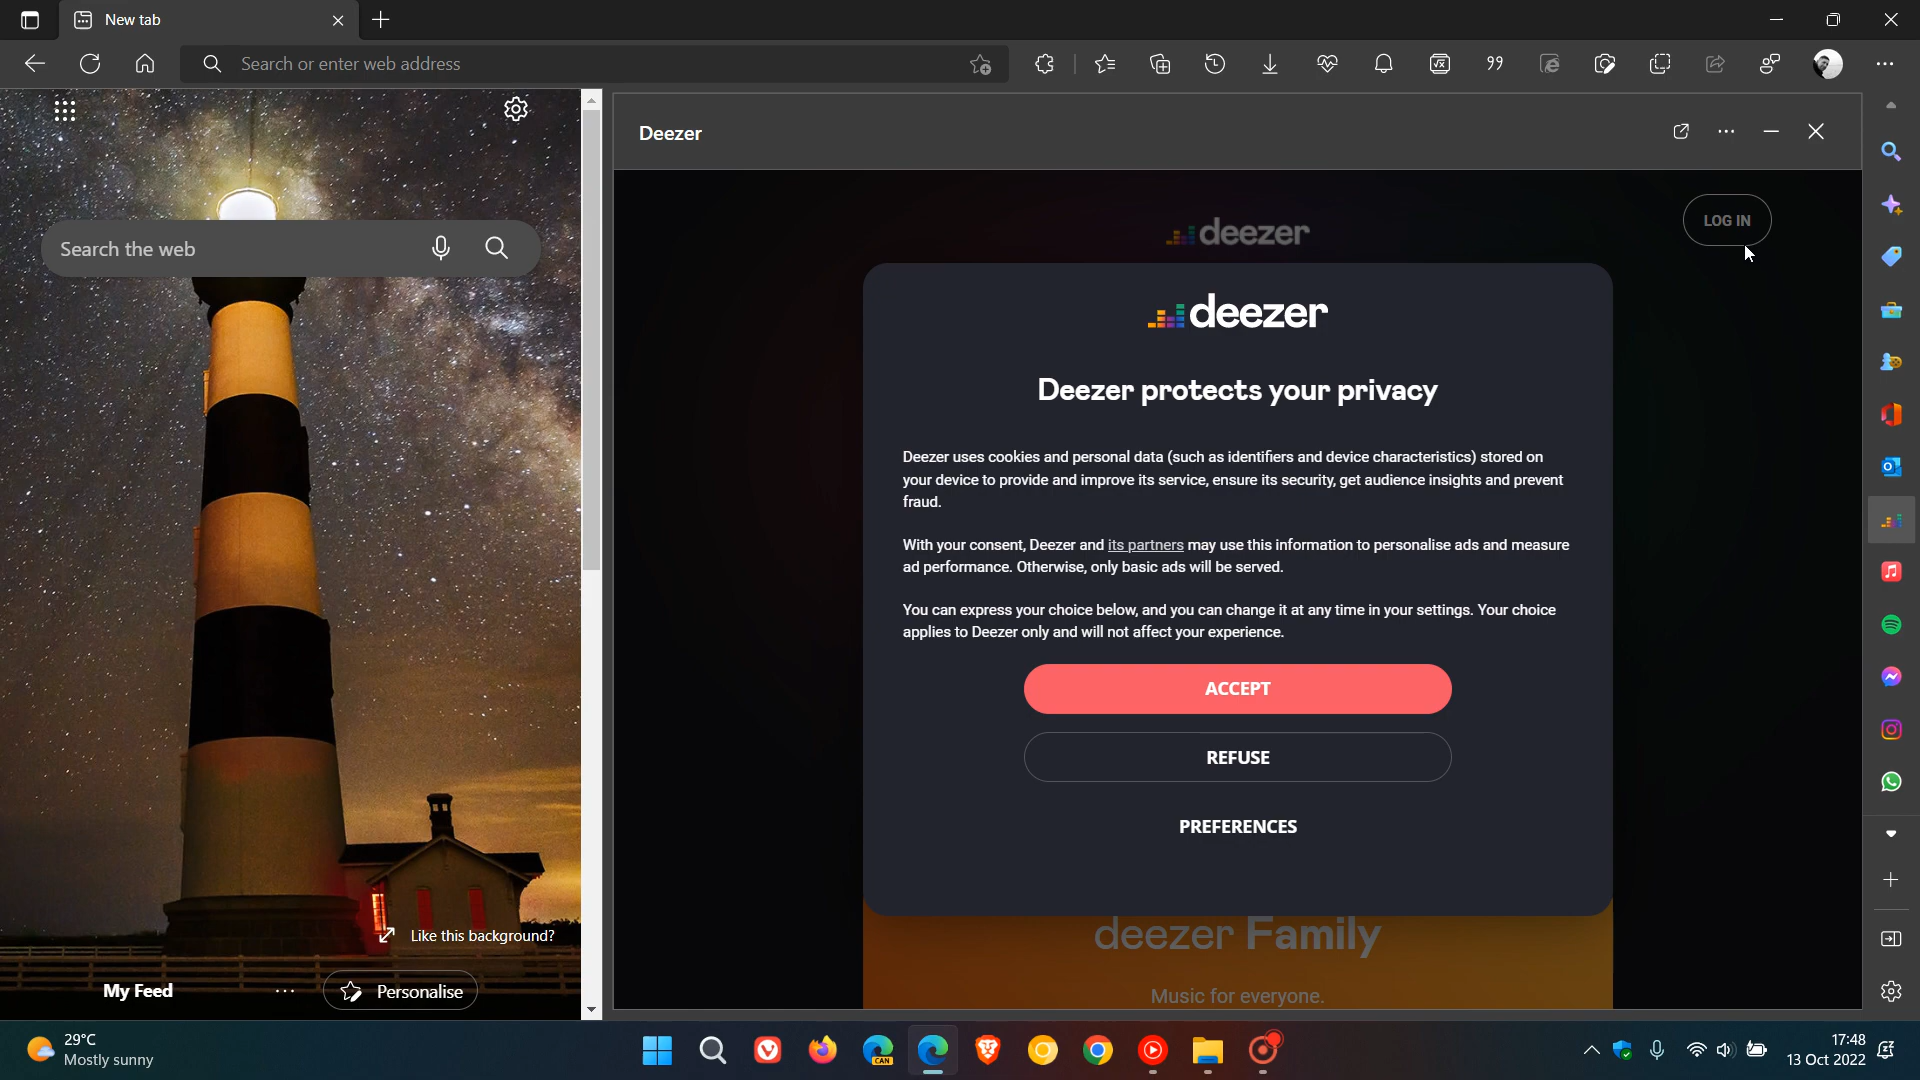 New tab
Search or enter web address
Deezer
LOG IN
deezer
Search the web
deezer
Deezer protects your privacy
Deezer uses cookies and personal data (such as identifiers and device characteristics) stored on
your device to provide and improve its service, ensure its security, get audience insights and prevent
fraud.
With your consent, Deezer and its partners may use this information to personalise ads and measure
ad performance. Otherwise, only basic ads will be served.
You can express your choice below, and you can change it at any time in your settings. Your choice
applies to Deezer only and will not affect your experience.
ACCEPT
REFUSE
PREFERENCES
deezer Family
Music for everyone.
Like this background?
My Feed
Personalise
29°C
Mostly sunny
CAN
17:48
13 Oct 2022